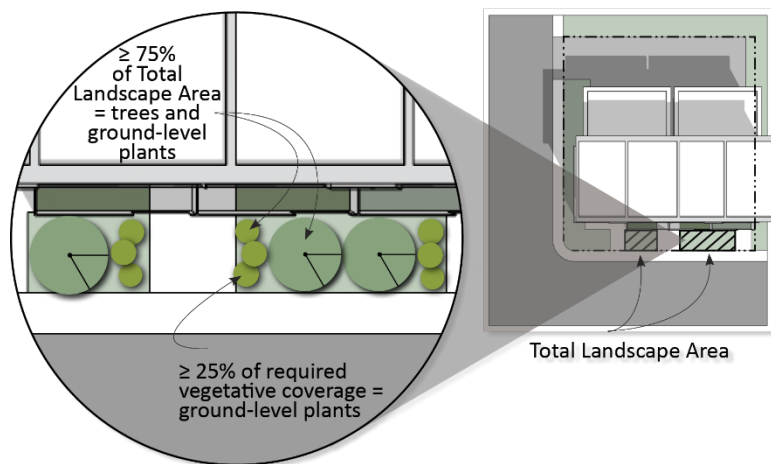 ≥ 75%
of Total
Landscape Area
= trees and
ground-level
plants
≥ 25% of required
vegetative coverage =
ground-level plants
Total Landscape Area